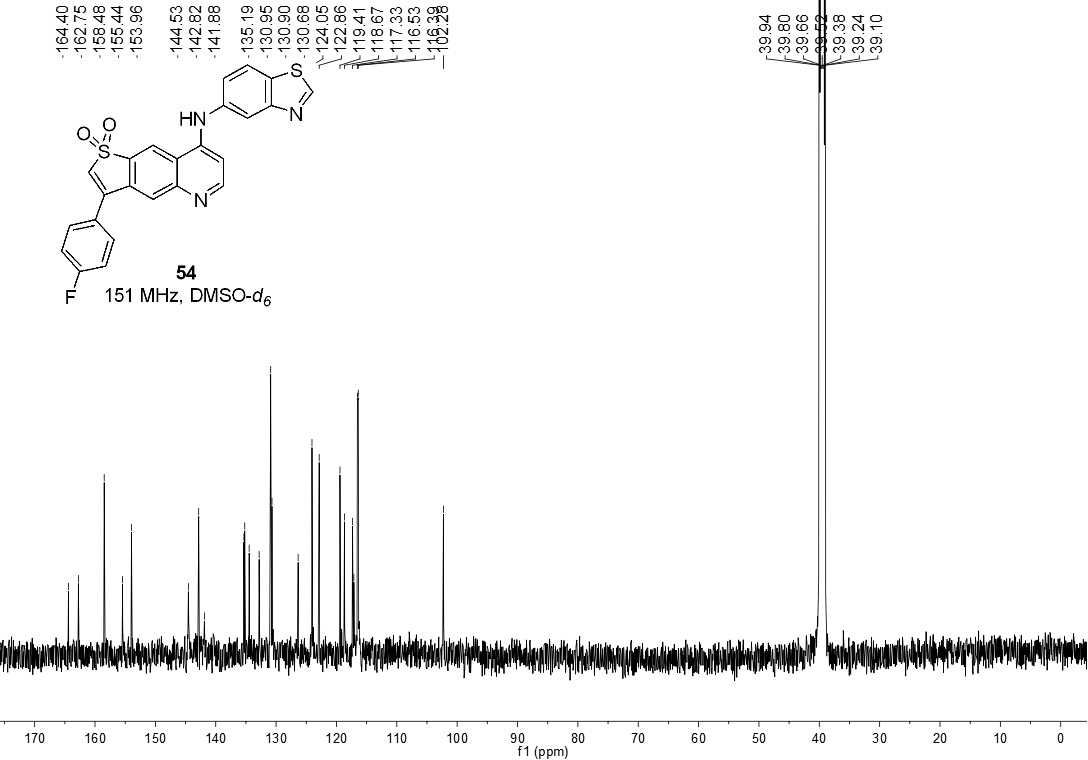 -164.40
-162.75
-158.48
-155.44
-153.96
-144.53
-142.82
-141.88
-135.19
-130.95
-130.90
-130.68
124.05
122.86
119.41
118.67
117.33
116.53
116.39
102.28
39.94
39.80
39.66
39.52
39.38
39.24
39.10
S
HN
N
O
O
S
N
F
54
151 MHz, DMSO-d6
170 160 150 140 130 120 110 100 90 80 70 60 50 40 30 20 10 0
f1 (ppm)